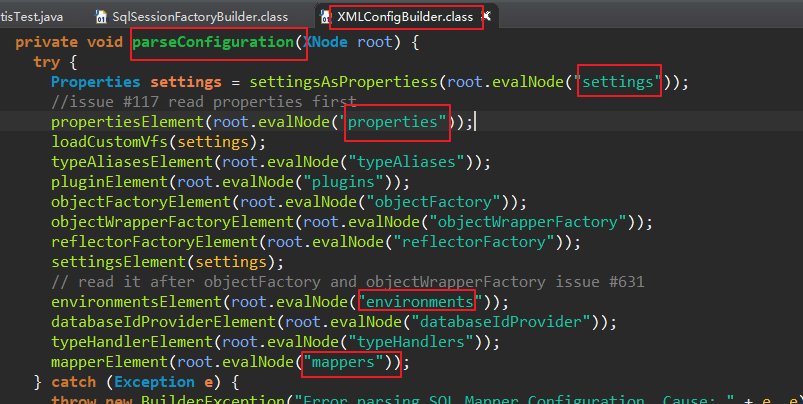 tisTest.java SqlSessionFactoryBuilder.class XMLConfigBuilder.class
private void parseConfiguration(XNode root) {
try {
Properties settings = settingsAsPropertiess(root.evalNode("settings"));
//issue #117 read properties first
propertiesElement(root.evalNode("properties"));
loadCustomVfs(settings);
typeAliasesElement(root.evalNode("typeAliases"));
pluginElement(root.evalNode("plugins"));
objectFactoryElement(root.evalNode("objectFactory"));
objectWrapperFactoryElement(root.evalNode("objectWrapperFactory"));
reflectorFactoryElement(root.evalNode("reflectorFactory"));
settingsElement(settings);
// read it after objectFactory and objectWrapperFactory issue #631
environmentsElement(root.evalNode("environments"));
databaseIdProviderElement(root.evalNode("databaseIdProvider"));
typeHandlerElement(root.evalNode("typeHandlers"));
mapperElement(root.evalNode("mappers"));
} catch (Exception e) {
throw new BuilderException("Error parsing SQL Mapper Configuration. Cause: " + e, e)